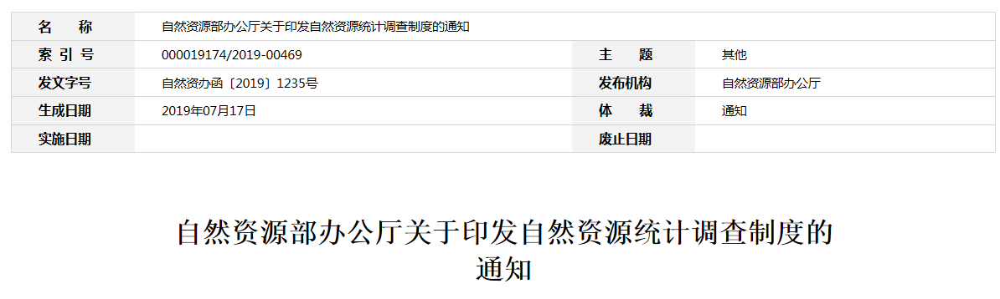 名 称 自然资源部办公厅关于印发自然资源统计调查制度的通知
索 引 号 000019174/2019-00469 主 题 其他
发文字号 自然资办函〔2019〕1235号 发布机构 自然资源部办公厅
生成日期 2019年07月17日 体 裁 通知
实施日期 废止日期
自然资源部办公厅关于印发自然资源统计调查制度的
通知